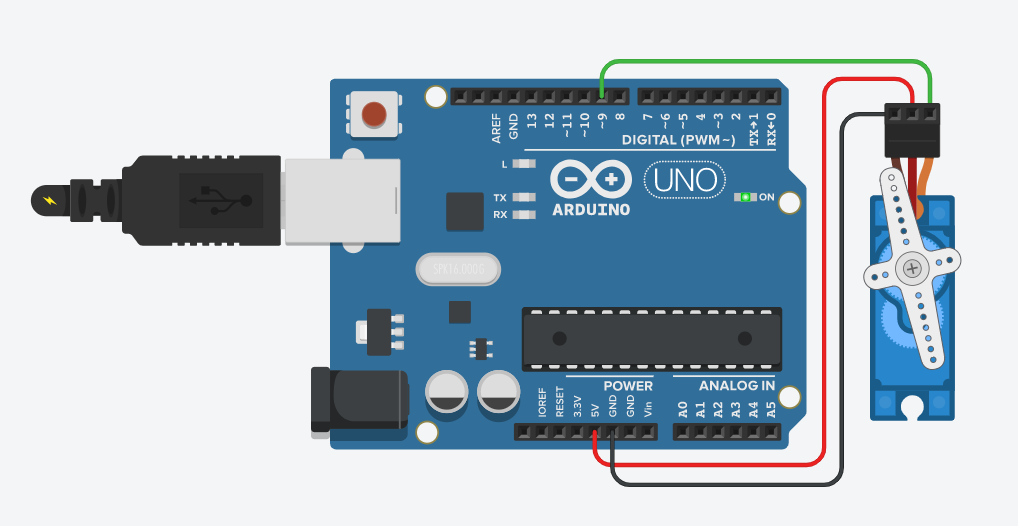 AREF
GND
13
12
~11
~10
~9
8
7
~6
~5
4
~3
2
TX→1
RX←0
DIGITAL (PWM~)
L
TX
RX
UNO
ON
ARDUINO
SPK16.000G
POWER
ANALOG IN
IOREF
RESET
3.3V
5V
GND
GND
Vin
A0
A1
A2
A3
A4
A5